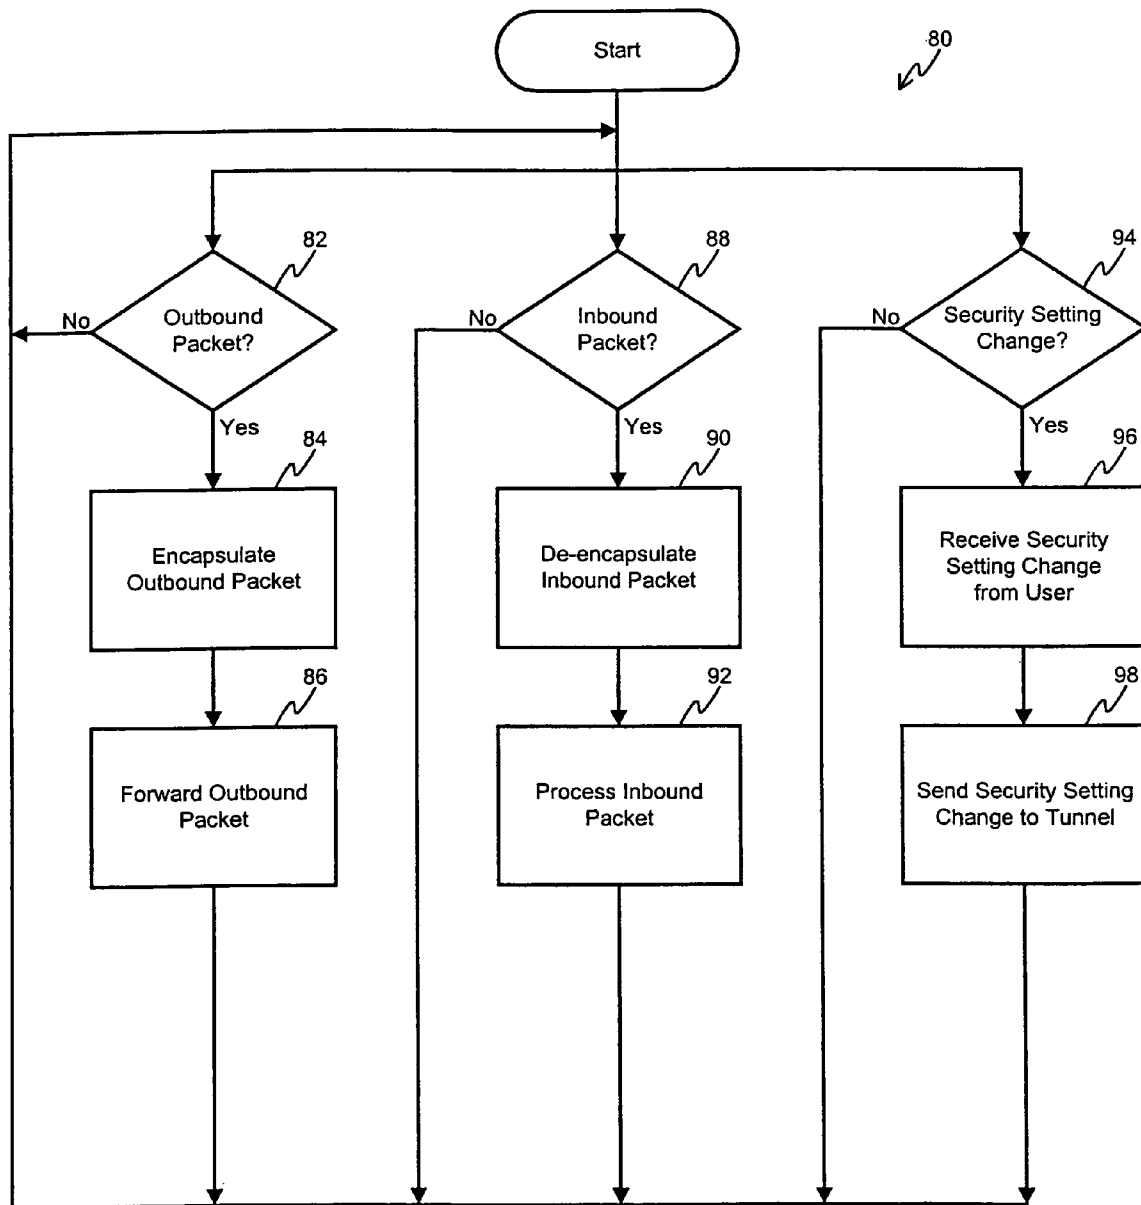 Start
80
82
88
94
No
Outbound
Packet?
No
Inbound
Packet?
No
Security Setting
Change?
Yes
Yes
Yes
84
90
96
Encapsulate
Outbound Packet
De-encapsulate
Inbound Packet
Receive Security
Setting Change
from User
86
92
98
Forward Outbound
Packet
Process Inbound
Packet
Send Security Setting
Change to Tunnel